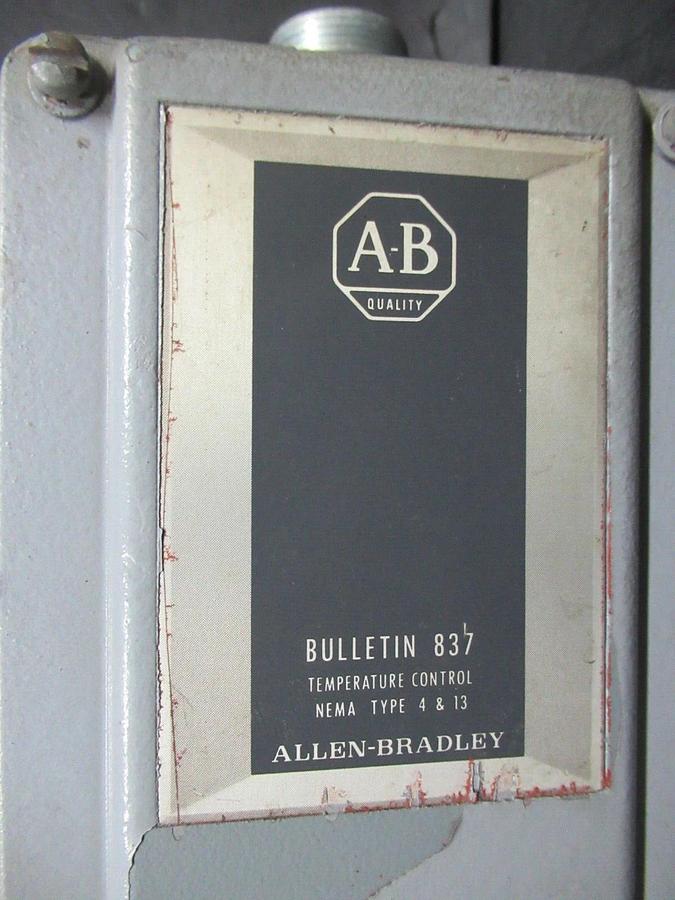 A-B
QUALITY
BULLETIN 837
TEMPERATURE CONTROL
NEMA TYPE 4 & 13
ALLEN-BRADLEY